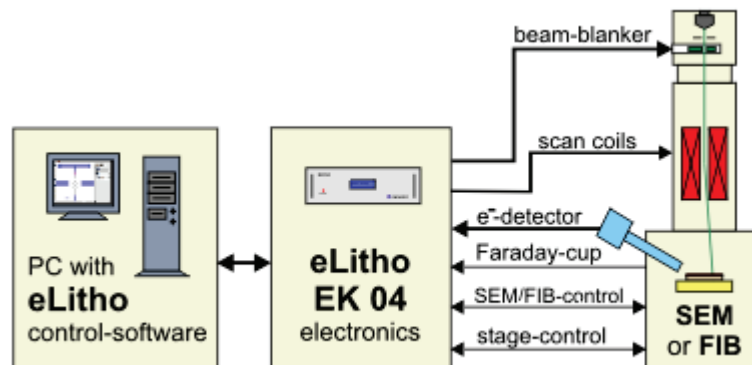 PC with
eLitho
control-software
eLitho
EK 04
electronics
beam-blanker
scan coils
e⁻-detector
Faraday-cup
SEM/FIB-control
stage-control
SEM
or FIB